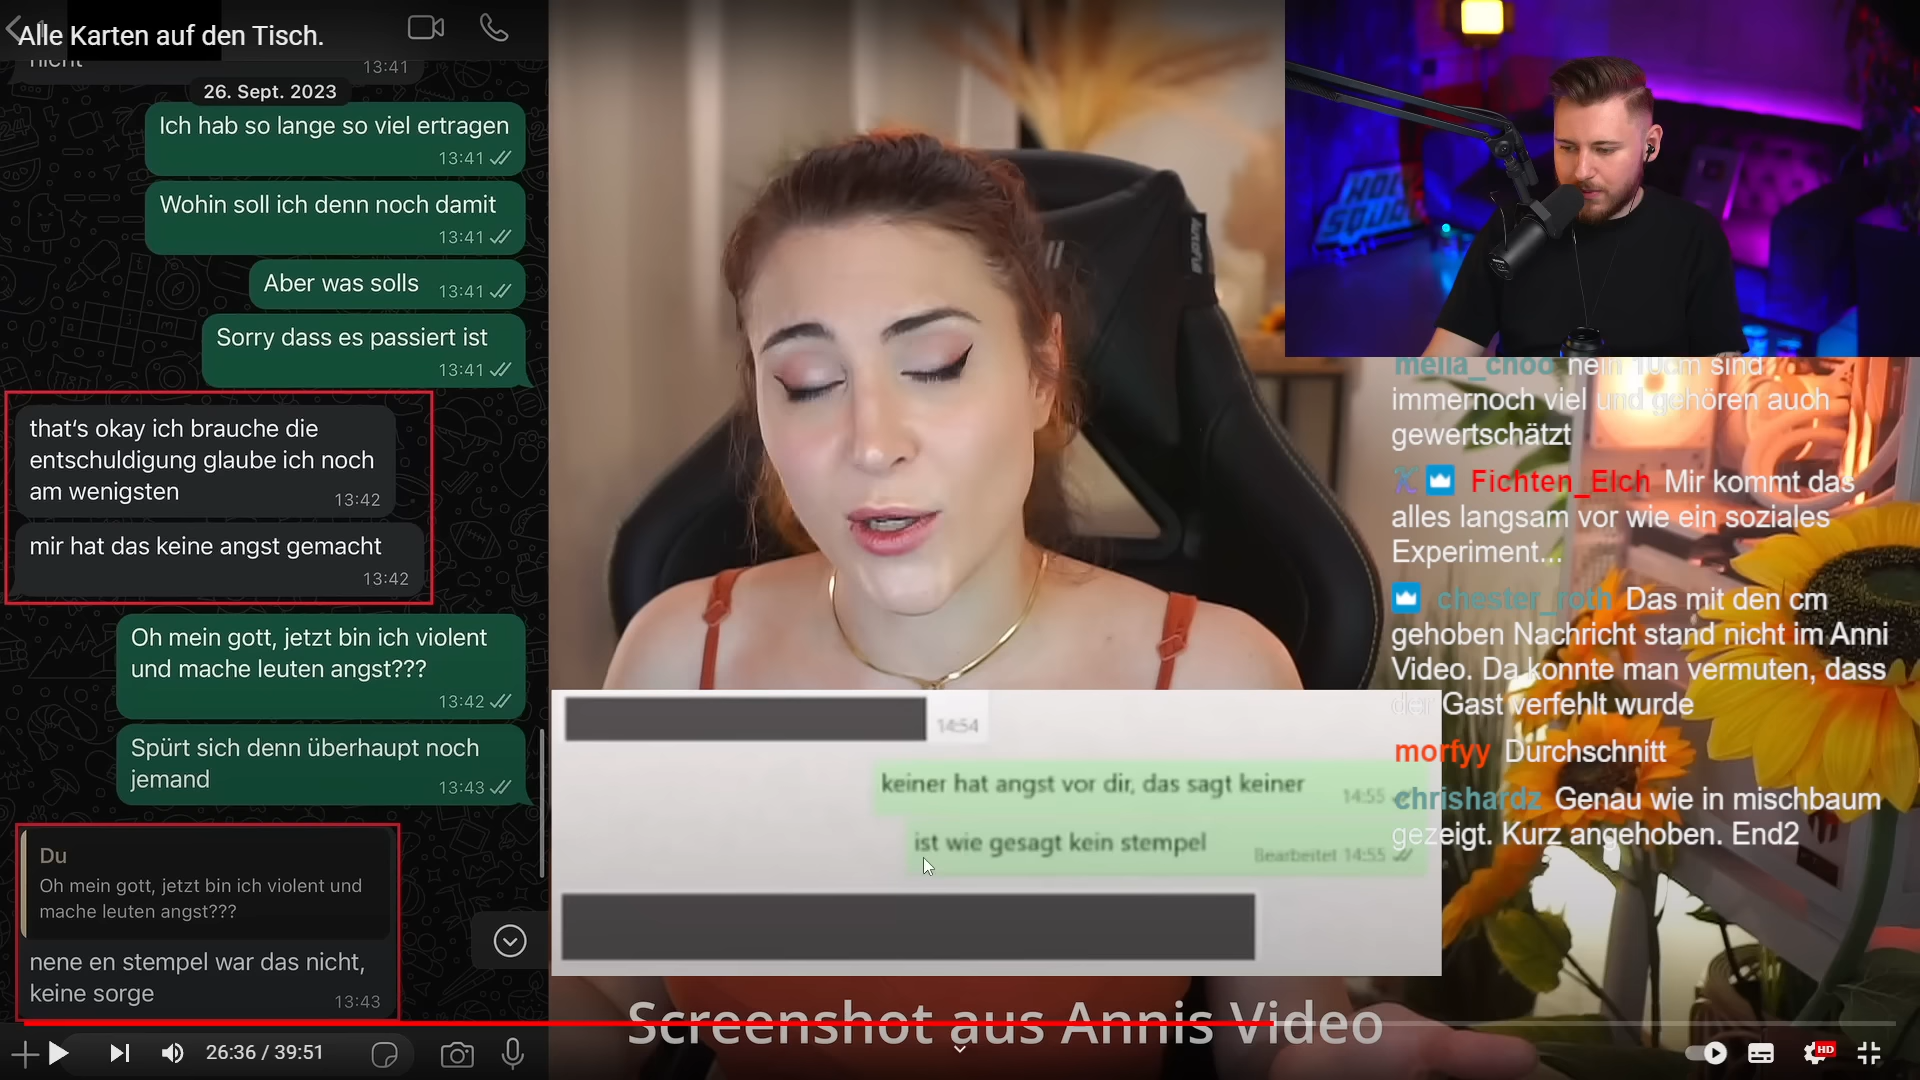 Alle Karten auf den Tisch.
nicht
13:41
26. Sept. 2023
Ich hab so lange so viel ertragen
13:41
Wohin soll ich denn noch damit
13:41
Aber was solls 13:41
Sorry dass es passiert ist
13:41
that's okay ich brauche die
entschuldigung glaube ich noch
am wenigsten
13:42
mir hat das keine angst gemacht
13:42
Oh mein gott, jetzt bin ich violent
und mache leuten angst???
13:42
Spürt sich denn überhaupt noch
jemand
13:43
Du
Oh mein gott, jetzt bin ich violent und
mache leuten angst???
nene en stempel war das nicht,
keine sorge
13:43
14:54
keiner hat angst vor dir, das sagt keiner
14:55
ist wie gesagt kein stempel
Bearbeitet 14:55
Screenshot aus Annis Video
mella_chod nein 10cm sind
immernoch viel und gehören auch
gewertschätzt
Fichten_Elch Mir kommt das
alles langsam vor wie ein soziales
Experiment...
chester_roth Das mit den cm
gehoben Nachricht stand nicht im Anni
Video. Da konnte man vermuten, dass
der Gast verfehlt wurde
morfyy Durchschnitt
chrishardz Genau wie in mischbaum
gezeigt. Kurz angehoben. End2
26:36 / 39:51
HD